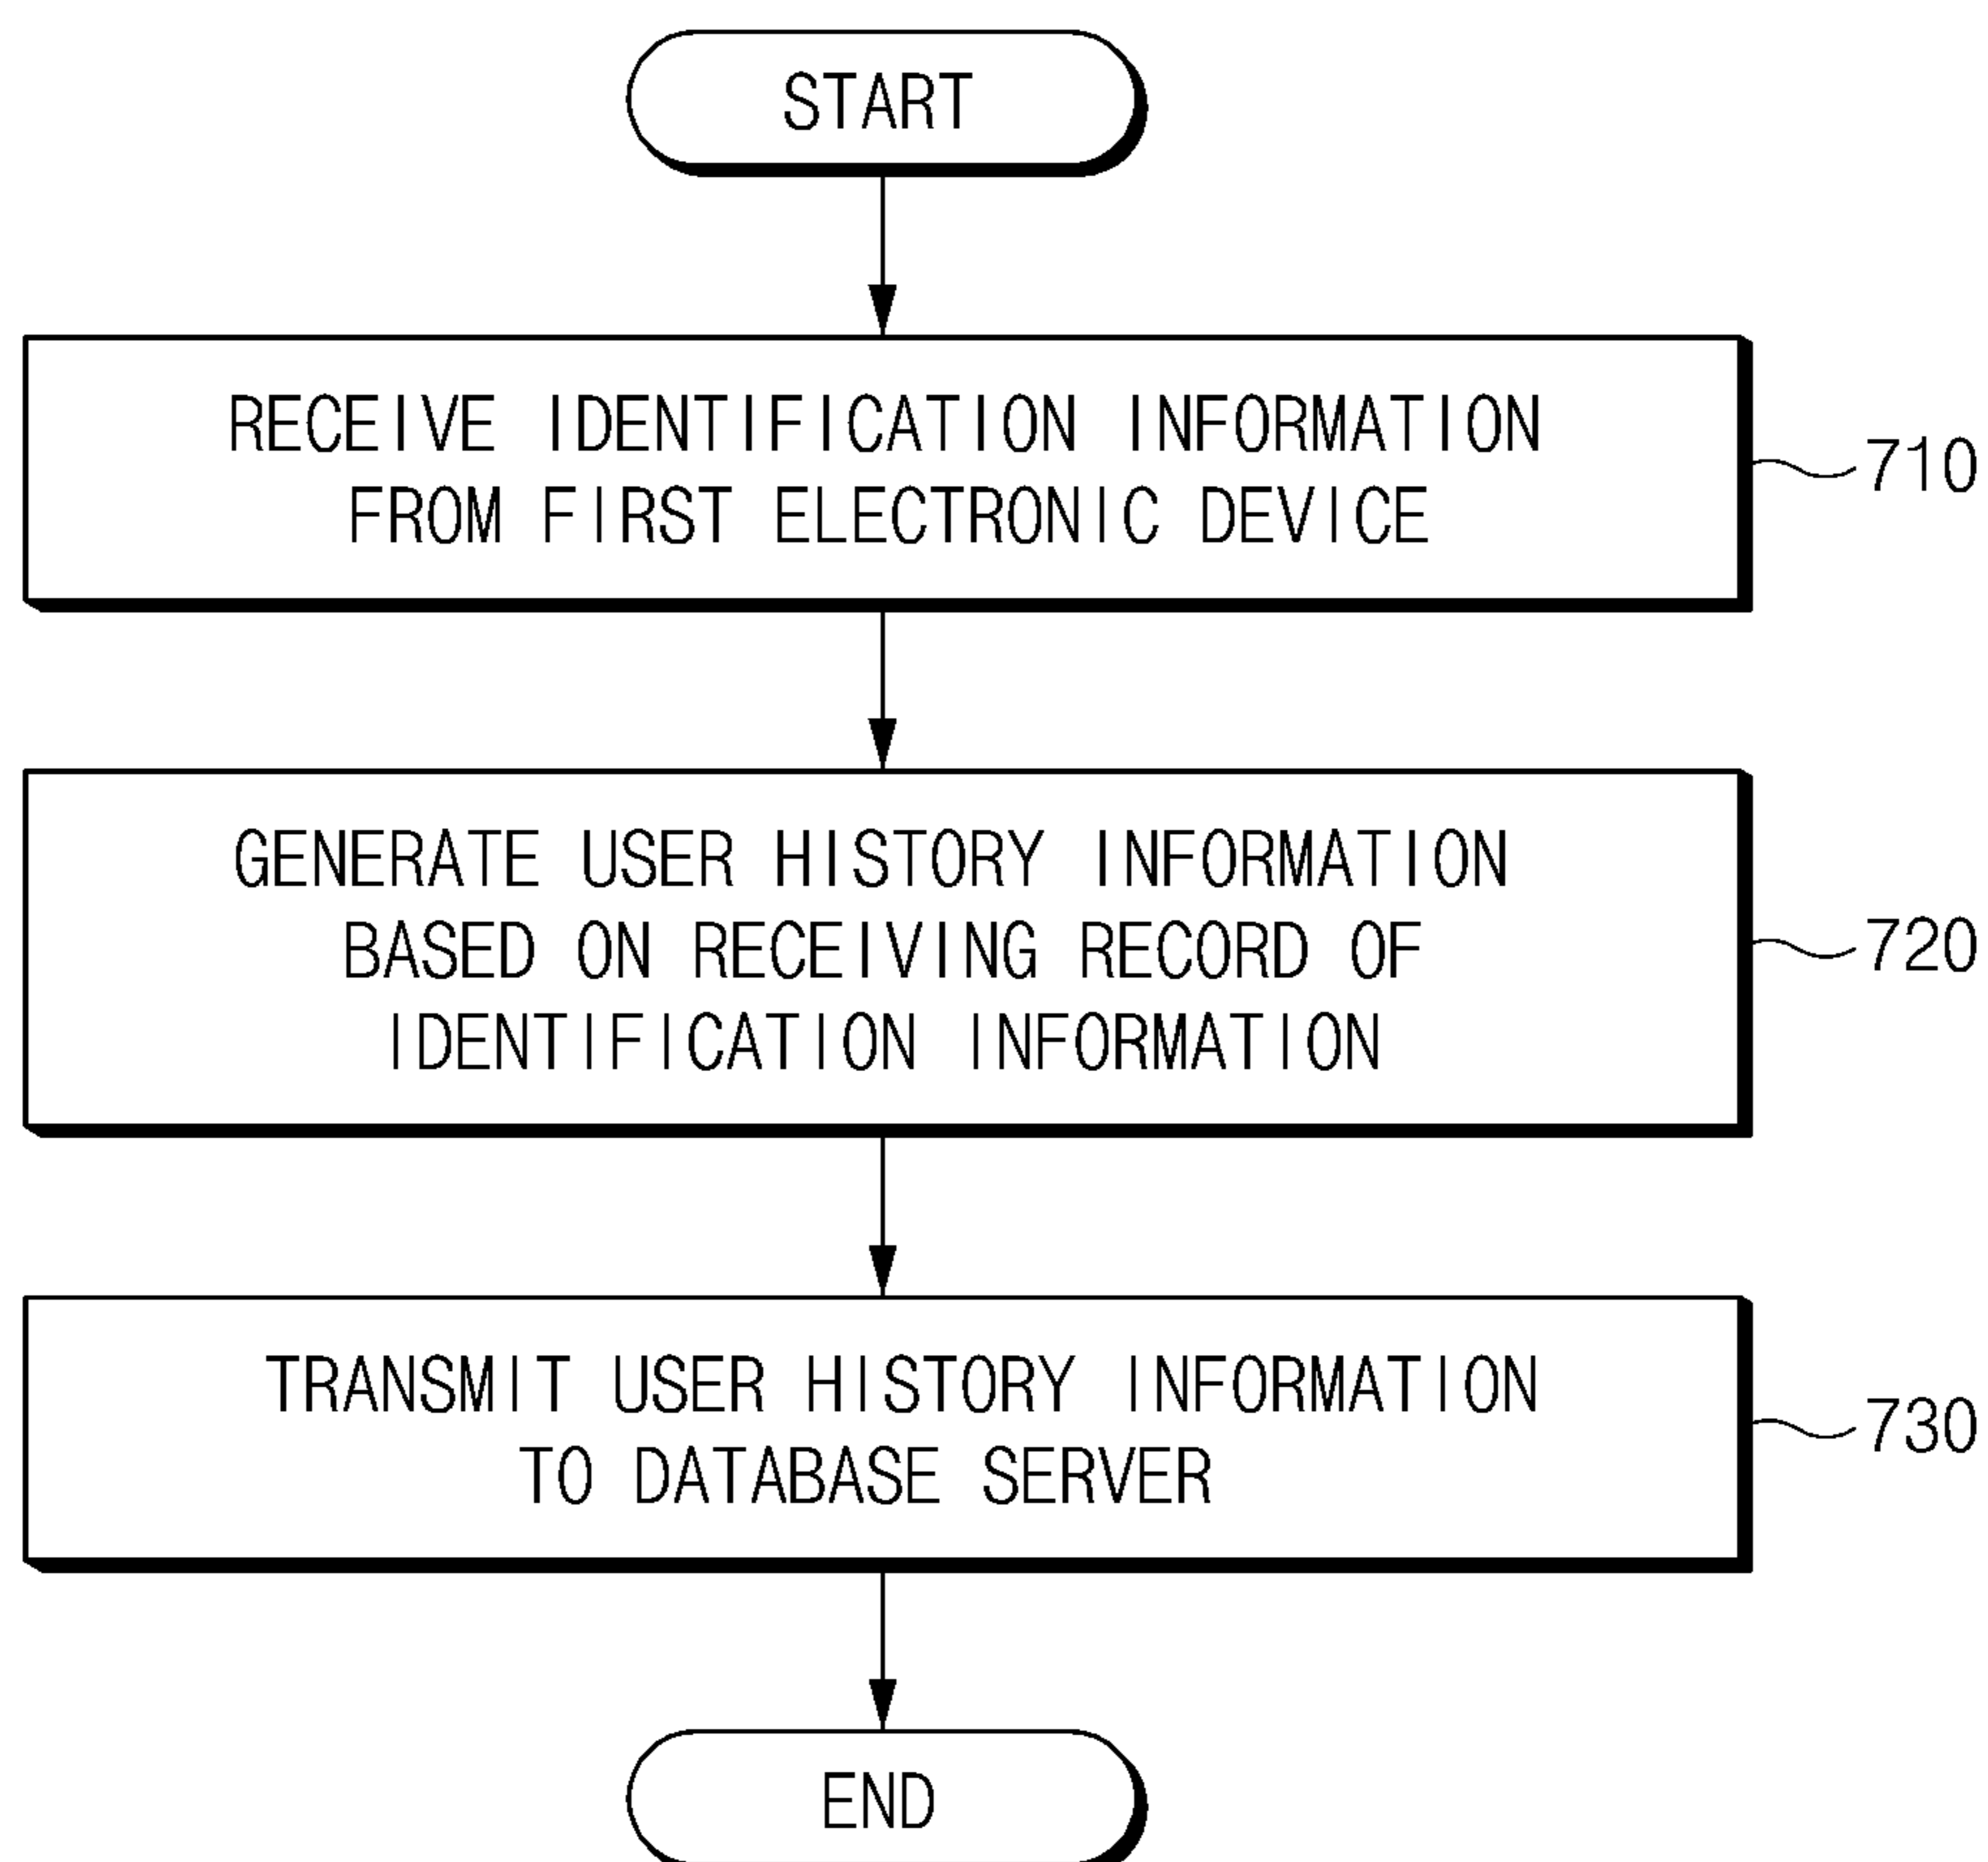 START
RECEIVE IDENTIFICATION INFORMATION
FROM FIRST ELECTRONIC DEVICE
710
GENERATE USER HISTORY INFORMATION
BASED ON RECEIVING RECORD OF
IDENTIFICATION INFORMATION
720
TRANSMIT USER HISTORY INFORMATION
TO DATABASE SERVER
730
END